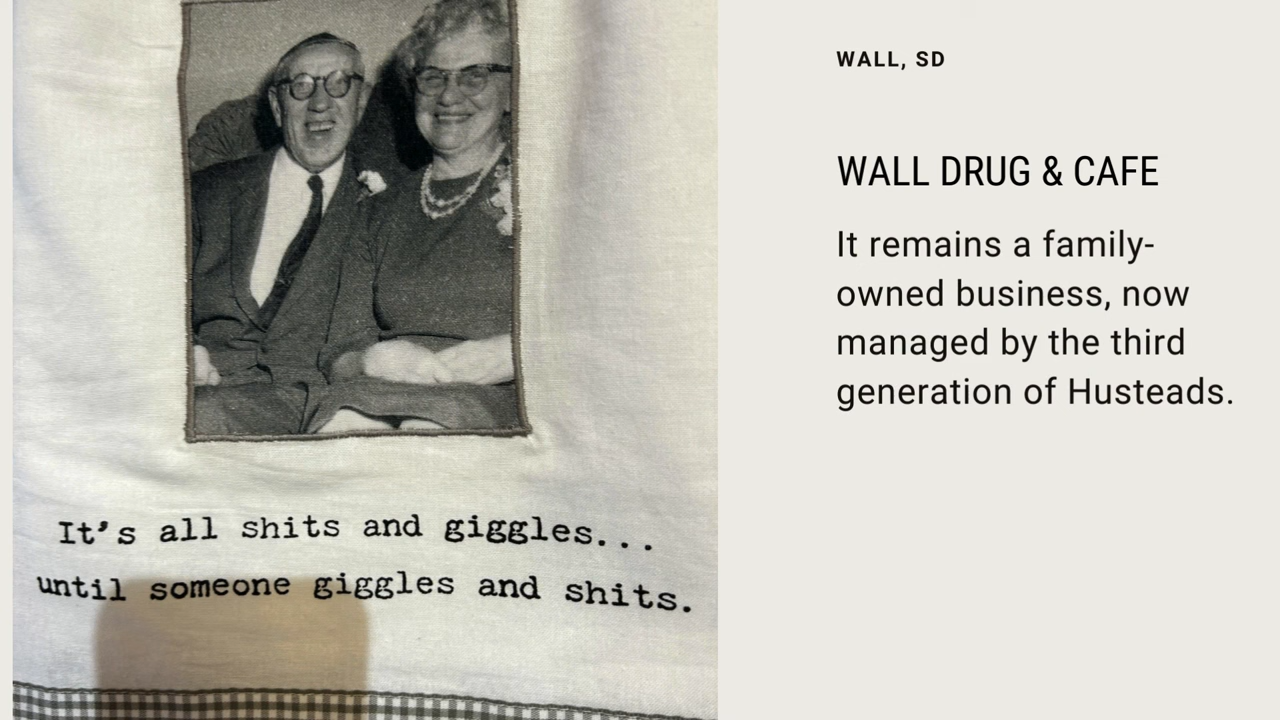 It's all shits and giggles...
until someone giggles and shits.
WALL, SD
WALL DRUG & CAFE
It remains a family-
owned business, now
managed by the third
generation of Husteads.